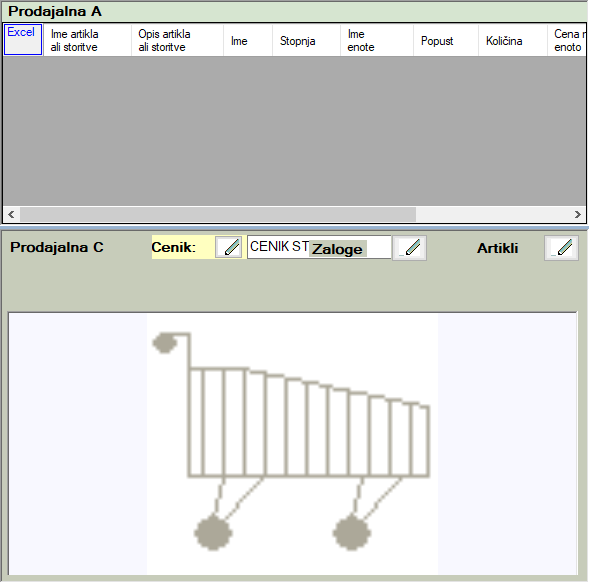 Prodajalna A
Excel
Ime artikla
ali storitve
Opis artikla
ali storitve
Ime
Stopnja
Ime
enote
Popust
Količina
Cena
enoto
Prodajalna C
Cenik:
CENIK ST
Zaloge
Artikli